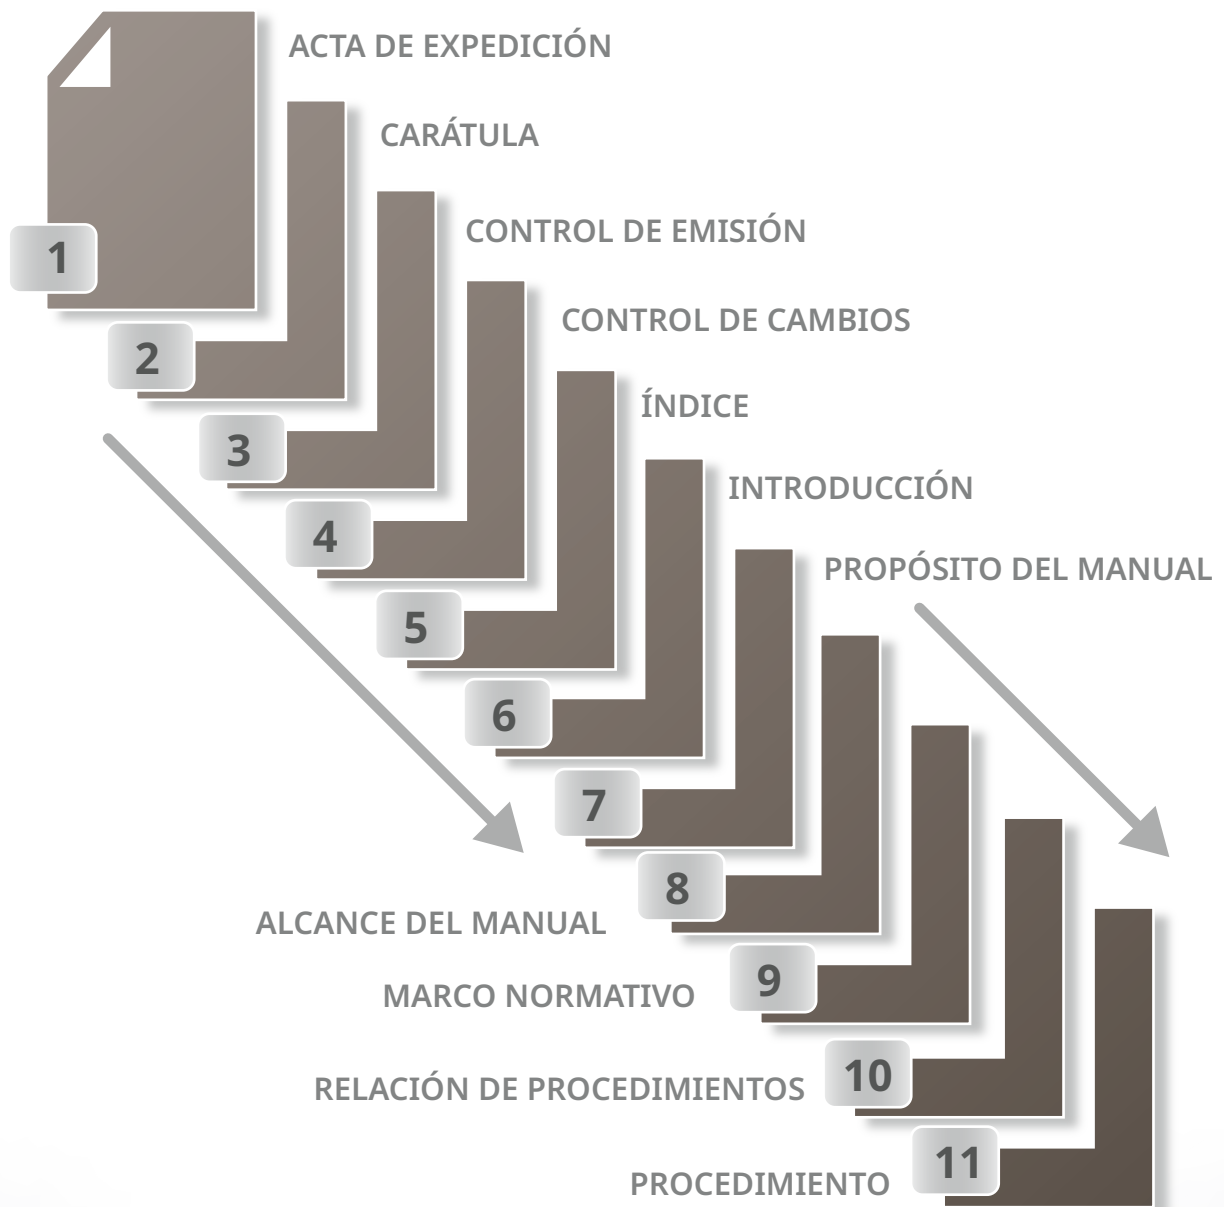 ACTA DE EXPEDICIÓN
CARÁTULA
CONTROL DE EMISIÓN
1
CONTROL DE CAMBIOS
2
ÍNDICE
3
INTRODUCCIÓN
4
PROPÓSITO DEL MANUAL
5
6
7
8
ALCANCE DEL MANUAL
9
MARCO NORMATIVO
10
RELACIÓN DE PROCEDIMIENTOS
11
PROCEDIMIENTO